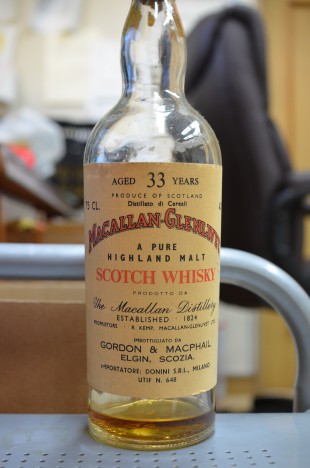 AGED 33 YEARS
PRODUCE OF SCOTLAND
75 CL.
Distillato di Cereali
MACALLAN-GLENLIVET
A PURE
HIGHLAND MALT
SCOTCH WHISKY
PRODOTTO DA
The Macallan Distillery
ESTABLISHED · 1824
PROPRIETORS · R. KEMP, MACALLAN-GLENLIVET LTD.
IMBOTTIGLIATO DA
GORDON & MACPHAIL
ELGIN, SCOZIA.
IMPORTATORE: DONINI S.R.L., MILANO
UTIF N. 648